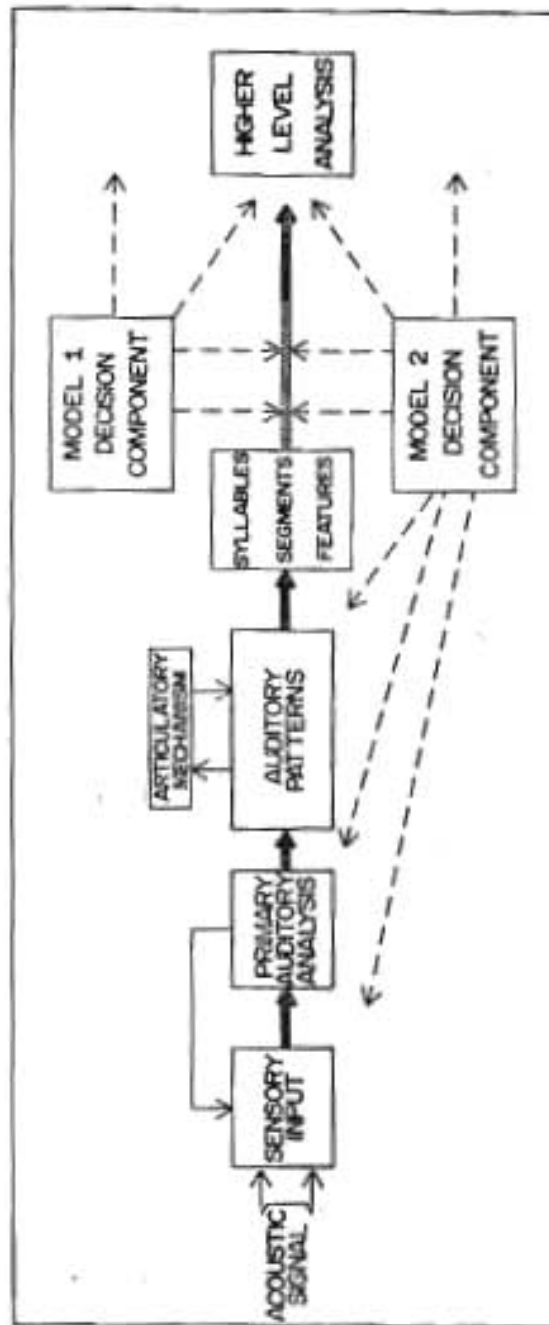 ACOUSTIC
SIGNAL
SENSORY
INPUT
PRIMARY
AUDITORY
ANALYSIS
ARTICULATORY
MECHANISM
AUDITORY
PATTERNS
SYLLABLES
SEGMENTS
FEATURES
MODEL 1
DECISION
COMPONENT
MODEL 2
DECISION
COMPONENT
HIGHER
LEVEL
ANALYSIS